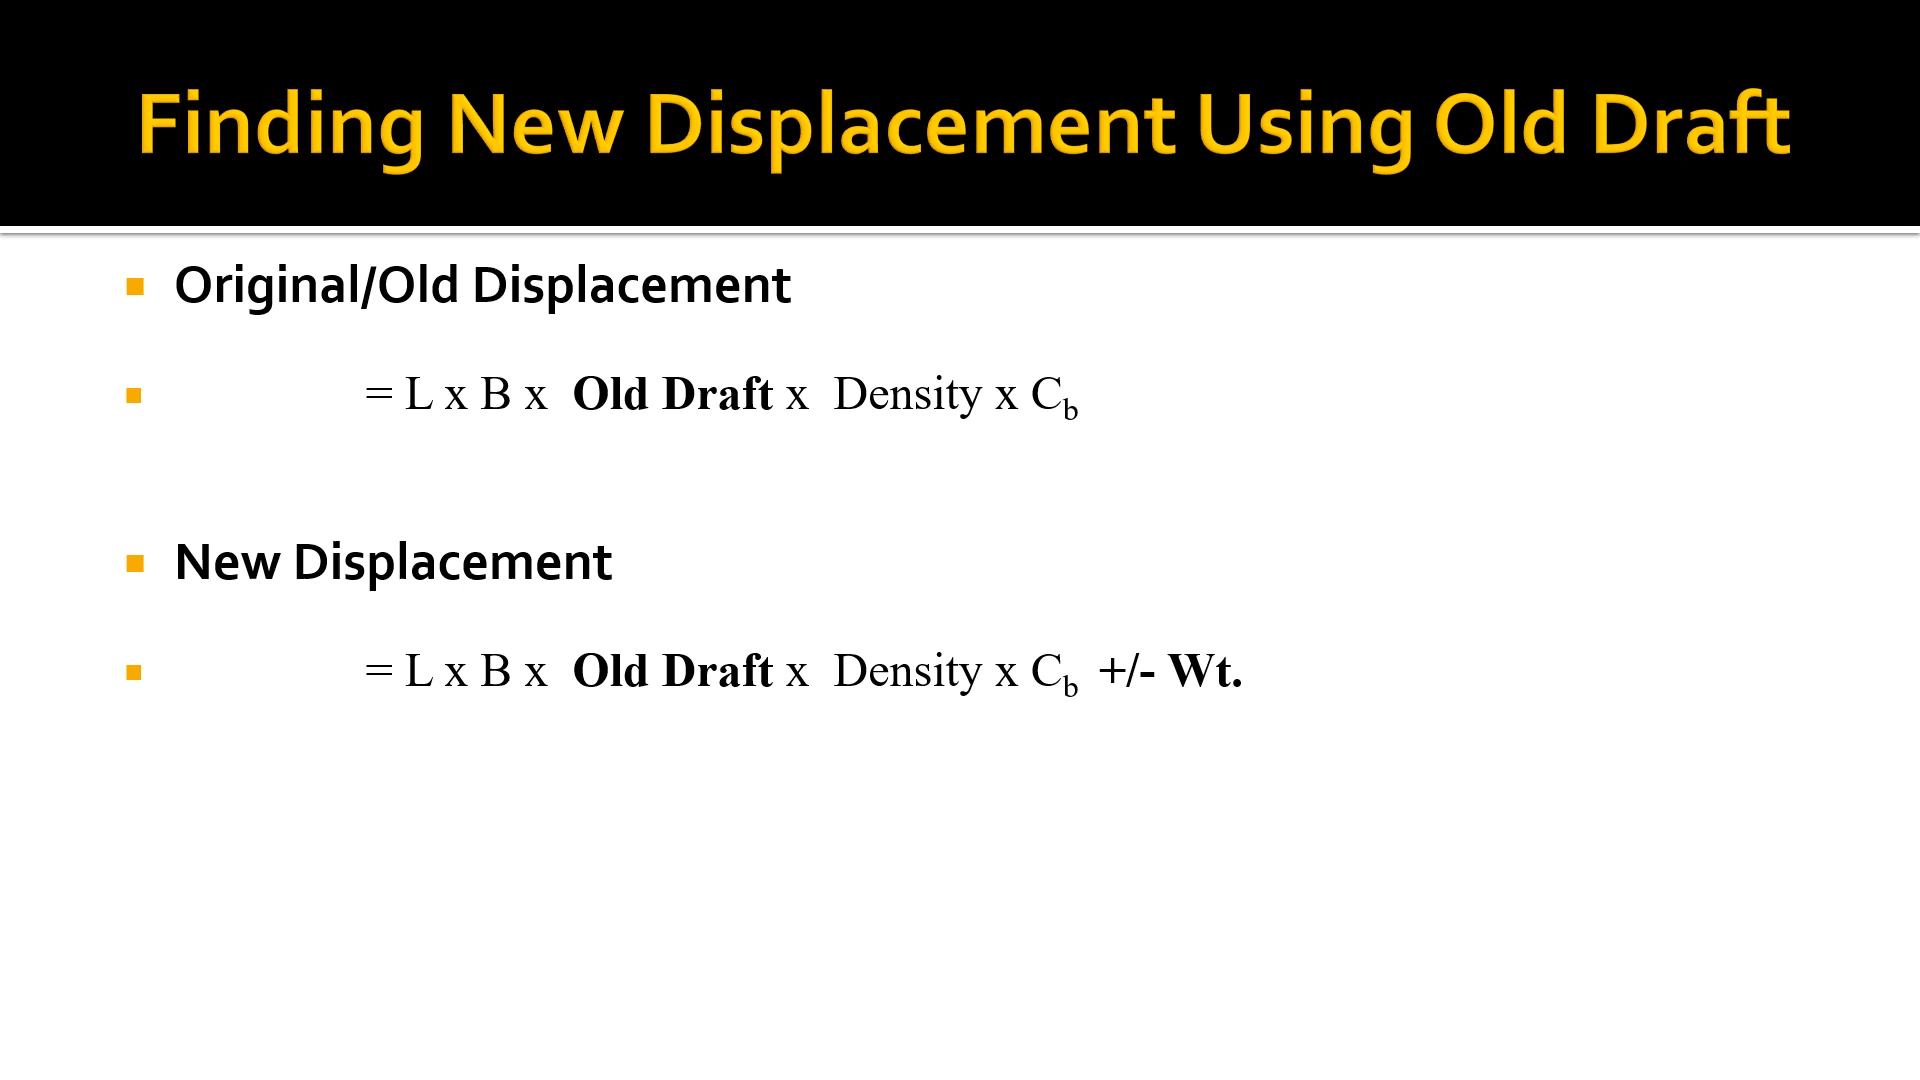 Finding New Displacement Using Old Draft
Original/Old Displacement
= L x B x Old Draft x Density x C_b
New Displacement
= L x B x Old Draft x Density x C_b +/- Wt.